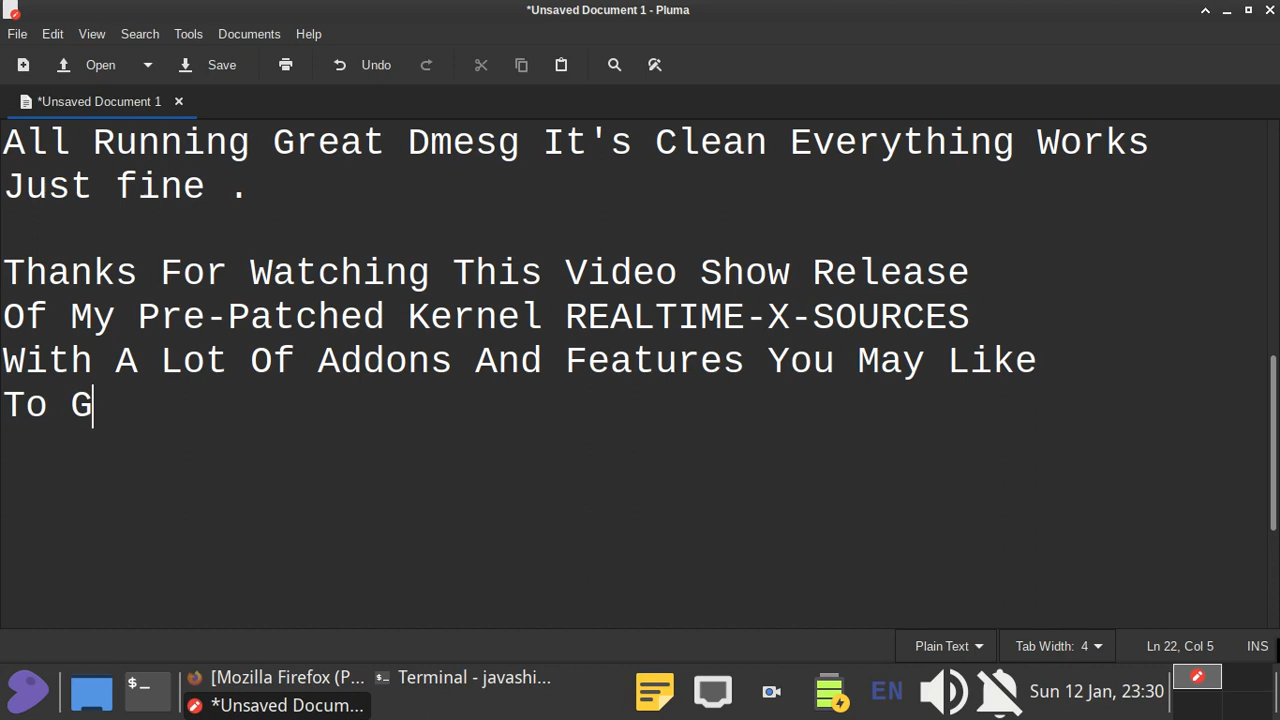 *Unsaved Document 1 - Pluma
File Edit View Search Tools Documents Help
Open Save Undo
*Unsaved Document 1
All Running Great Dmesg It's Clean Everything Works
Just fine .
Thanks For Watching This Video Show Release
Of My Pre-Patched Kernel REALTIME-X-SOURCES
With A Lot Of Addons And Features You May Like
To G
Plain Text Tab Width: 4 Ln 22, Col 5 INS
[Mozilla Firefox (P... Terminal - javashi...
*Unsaved Docum...
EN Sun 12 Jan, 23:30